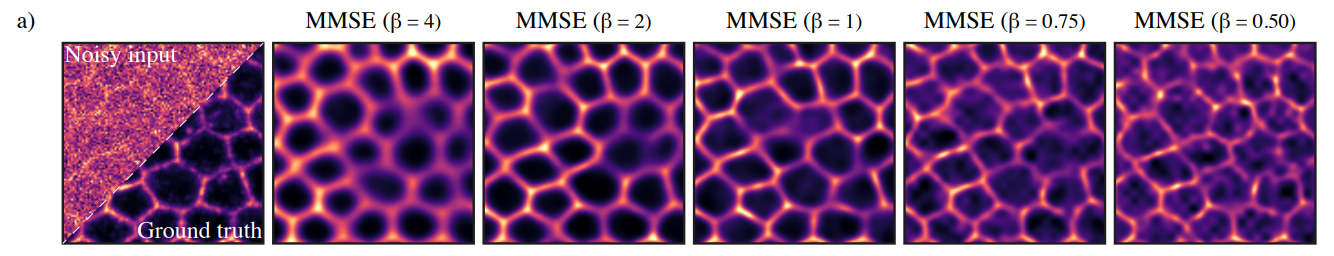 a)
MMSE (β = 4)
MMSE (β = 2)
MMSE (β = 1)
MMSE (β = 0.75)
MMSE (β = 0.50)
Noisy input
Ground truth